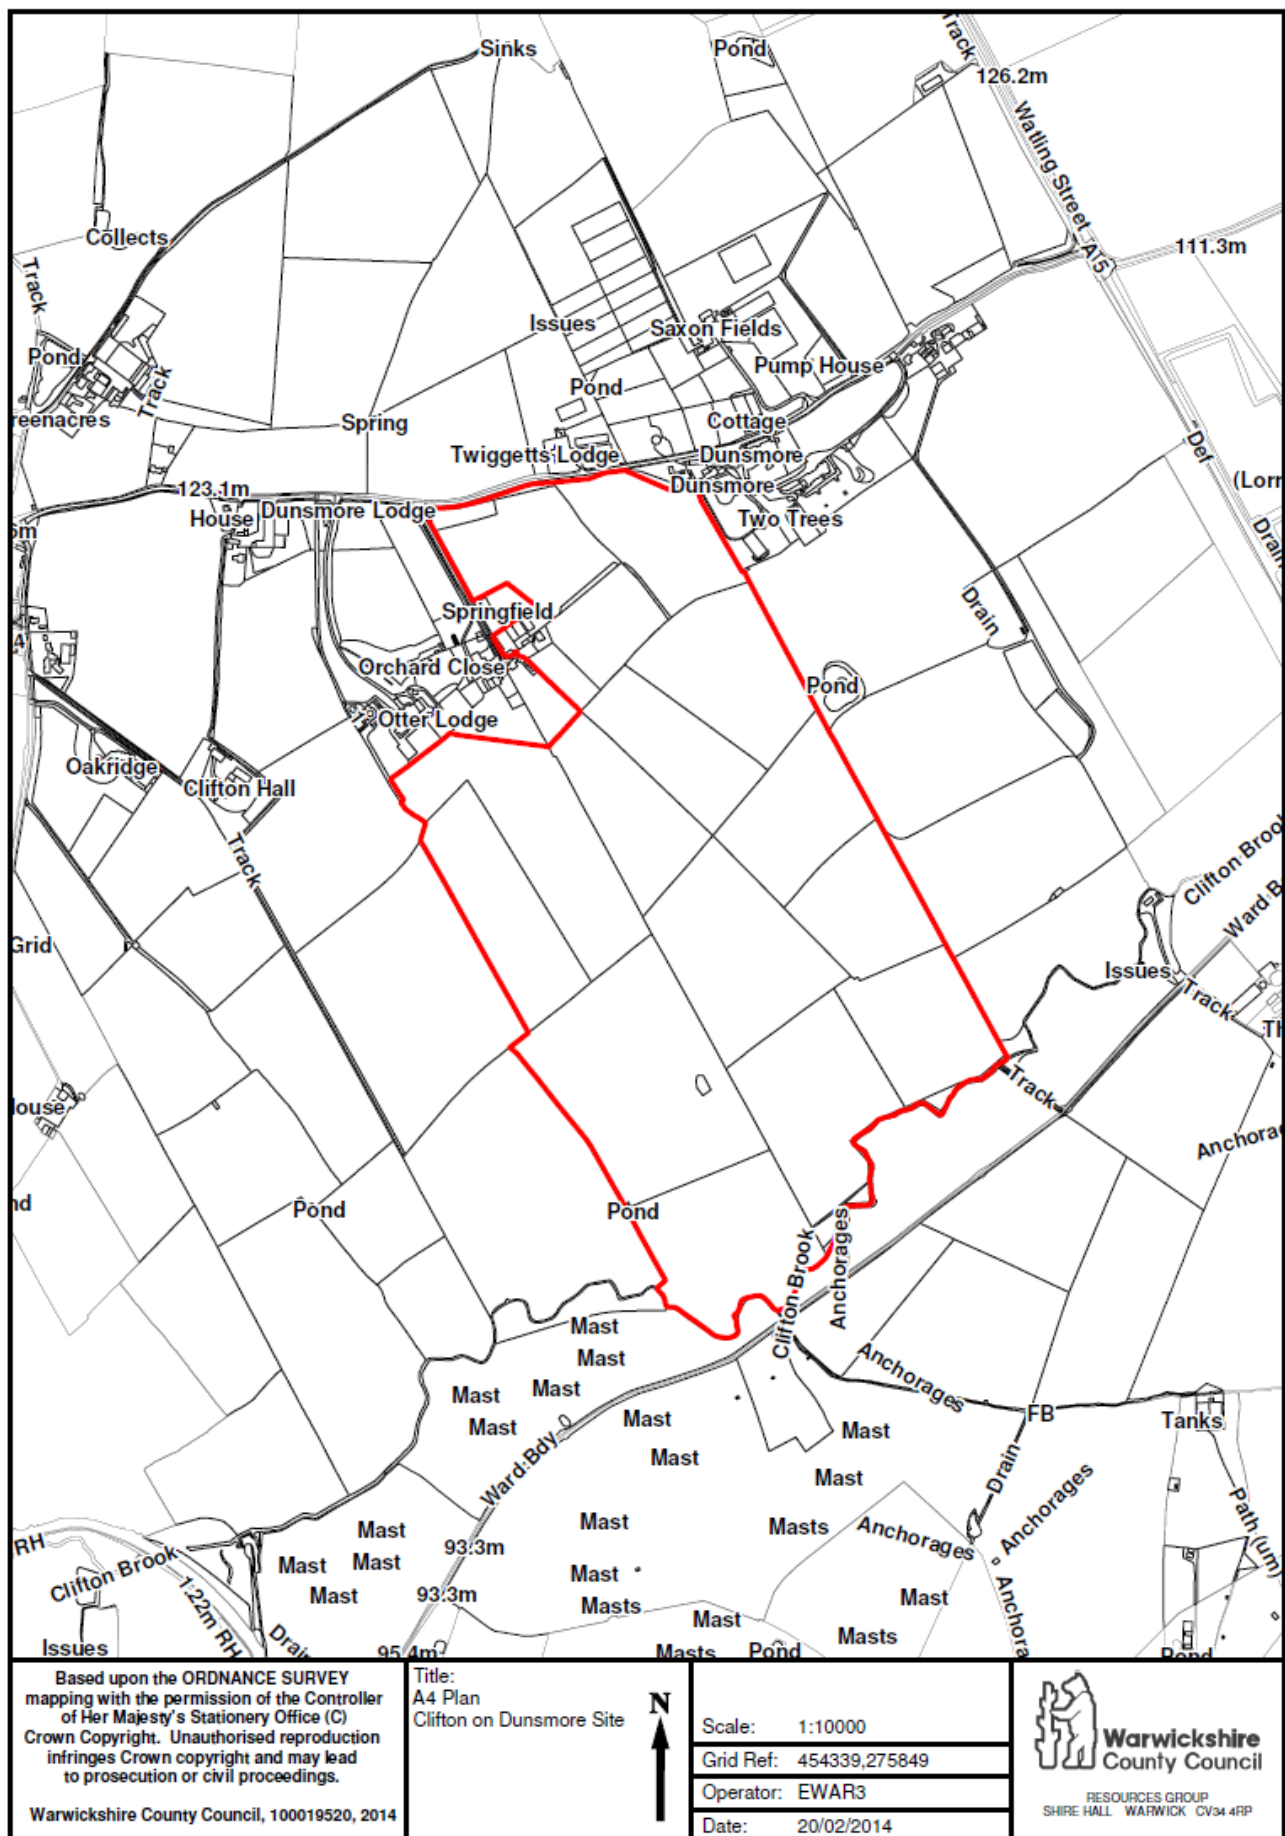 Sinks
Pond
Track
126.2m
Watling Street A5
111.3m
Collects
Track
Issues
Saxon Fields
Pond
Track
Pump House
Pond
reenacres
Spring
Cottage
Def
Twiggetts Lodge
Dunsmore
123.1m
Dunsmore
(Lorr
House
Dunsmore Lodge
Two Trees
Drain
Springfield
Drain
Orchard Close
Pond
Otter Lodge
Oakridge
Clifton Hall
Track
Clifton Brook
Ward B
Grid
Issues
Track
Track
louse
Anchorag
nd
Pond
Pond
Anchorages
Clifton Brook
Mast
Mast
Anchorages
Mast
Mast
Mast
Mast
FB
Tanks
Mast
Mast
Ward Bdy
Mast
Drain
Anchorages
Path (um)
Mast
Mast
Masts
Anchorages
RH
Mast
Mast
93.3m
Clifton Brook
Mast
Mast
1.22m RH
93.3m
Masts
Mast
Mast
Anchora
Issues
Drain
95.4m
Masts
Pond
Masts
Pond
Based upon the ORDNANCE SURVEY
mapping with the permission of the Controller
of Her Majesty's Stationery Office (C)
Crown Copyright. Unauthorised reproduction
infringes Crown copyright and may lead
to prosecution or civil proceedings.
Warwickshire County Council, 100019520, 2014
Title:
A4 Plan
Clifton on Dunsmore Site
N
Scale: 1:10000
Grid Ref: 454339,275849
Operator: EWAR3
Date: 20/02/2014
Warwickshire
County Council
RESOURCES GROUP
SHIRE HALL WARWICK CV34 4RP